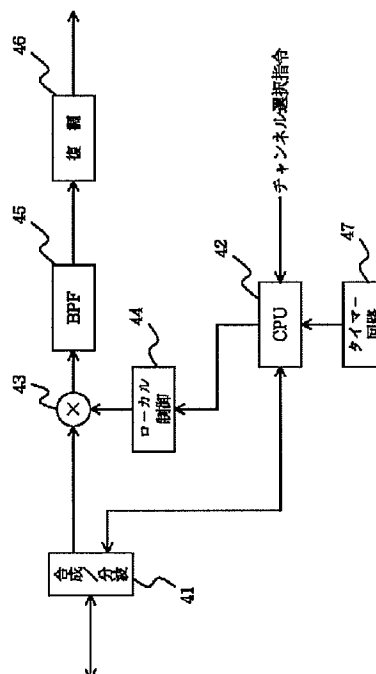 46
復調
45
BPF
43
×
44
ローカル
制御
42
CPU
チャンネル選択指令
47
タイマー
回路
合成/分波
41